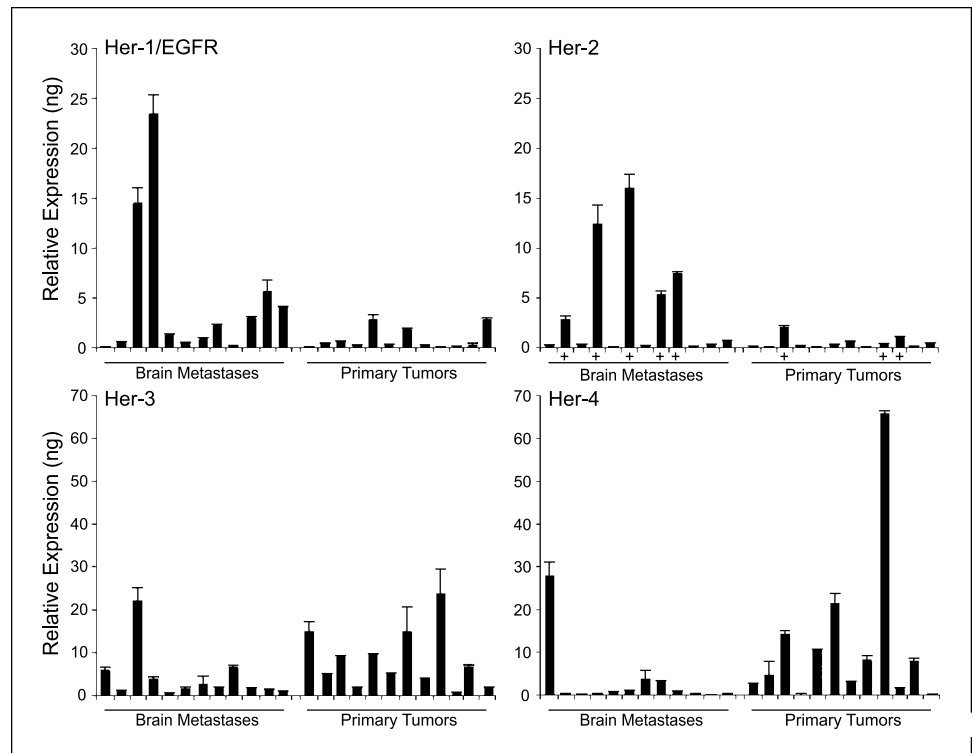 Her-1/EGFR
Relative Expression (ng)
30
25
20
15
10
5
0
Brain Metastases
Primary Tumors
Her-2
30
25
20
15
10
5
0
+ + + + + + + +
Brain Metastases
Primary Tumors
Her-3
Relative Expression (ng)
70
60
50
40
30
20
10
0
Brain Metastases
Primary Tumors
Her-4
70
60
50
40
30
20
10
0
Brain Metastases
Primary Tumors